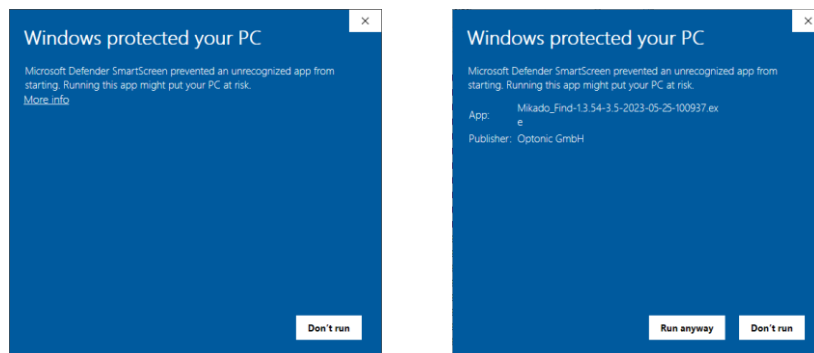 Windows protected your PC
Microsoft Defender SmartScreen prevented an unrecognized app from
starting. Running this app might put your PC at risk.
More info
Don't run
Windows protected your PC
Microsoft Defender SmartScreen prevented an unrecognized app from
starting. Running this app might put your PC at risk.
App: Mikado_Find-1.3.54-3.5-2023-05-25-100937.ex
e
Publisher: Optonic GmbH
Run anyway Don't run